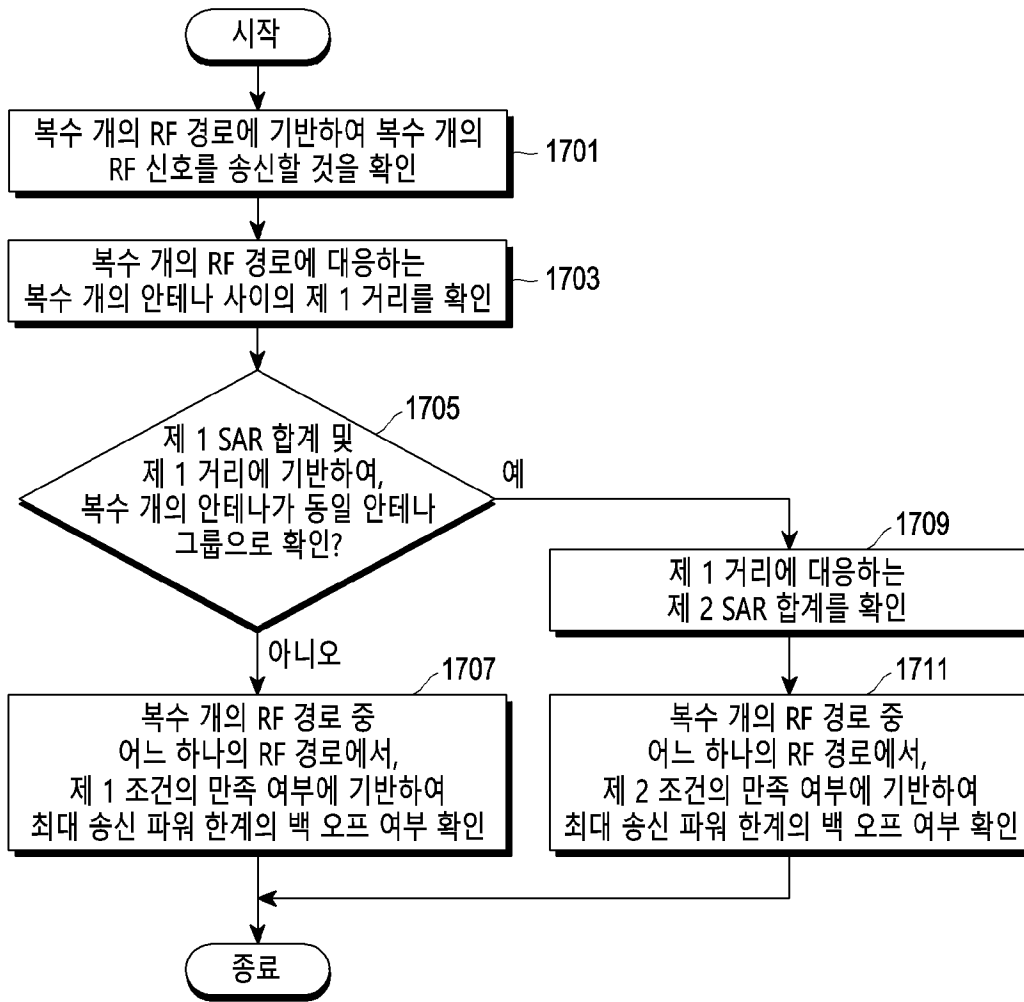 시작
복수 개의 RF 경로에 기반하여 복수 개의
RF 신호를 송신할 것을 확인
1701
복수 개의 RF 경로에 대응하는
복수 개의 안테나 사이의 제 1 거리를 확인
1703
1705
제 1 SAR 합계 및
제 1 거리에 기반하여,
복수 개의 안테나가 동일 안테나
그룹으로 확인?
예
아니오
1707
복수 개의 RF 경로 중
어느 하나의 RF 경로에서,
제 1 조건의 만족 여부에 기반하여
최대 송신 파워 한계의 백 오프 여부 확인
1709
제 1 거리에 대응하는
제 2 SAR 합계를 확인
1711
복수 개의 RF 경로 중
어느 하나의 RF 경로에서,
제 2 조건의 만족 여부에 기반하여
최대 송신 파워 한계의 백 오프 여부 확인
종료